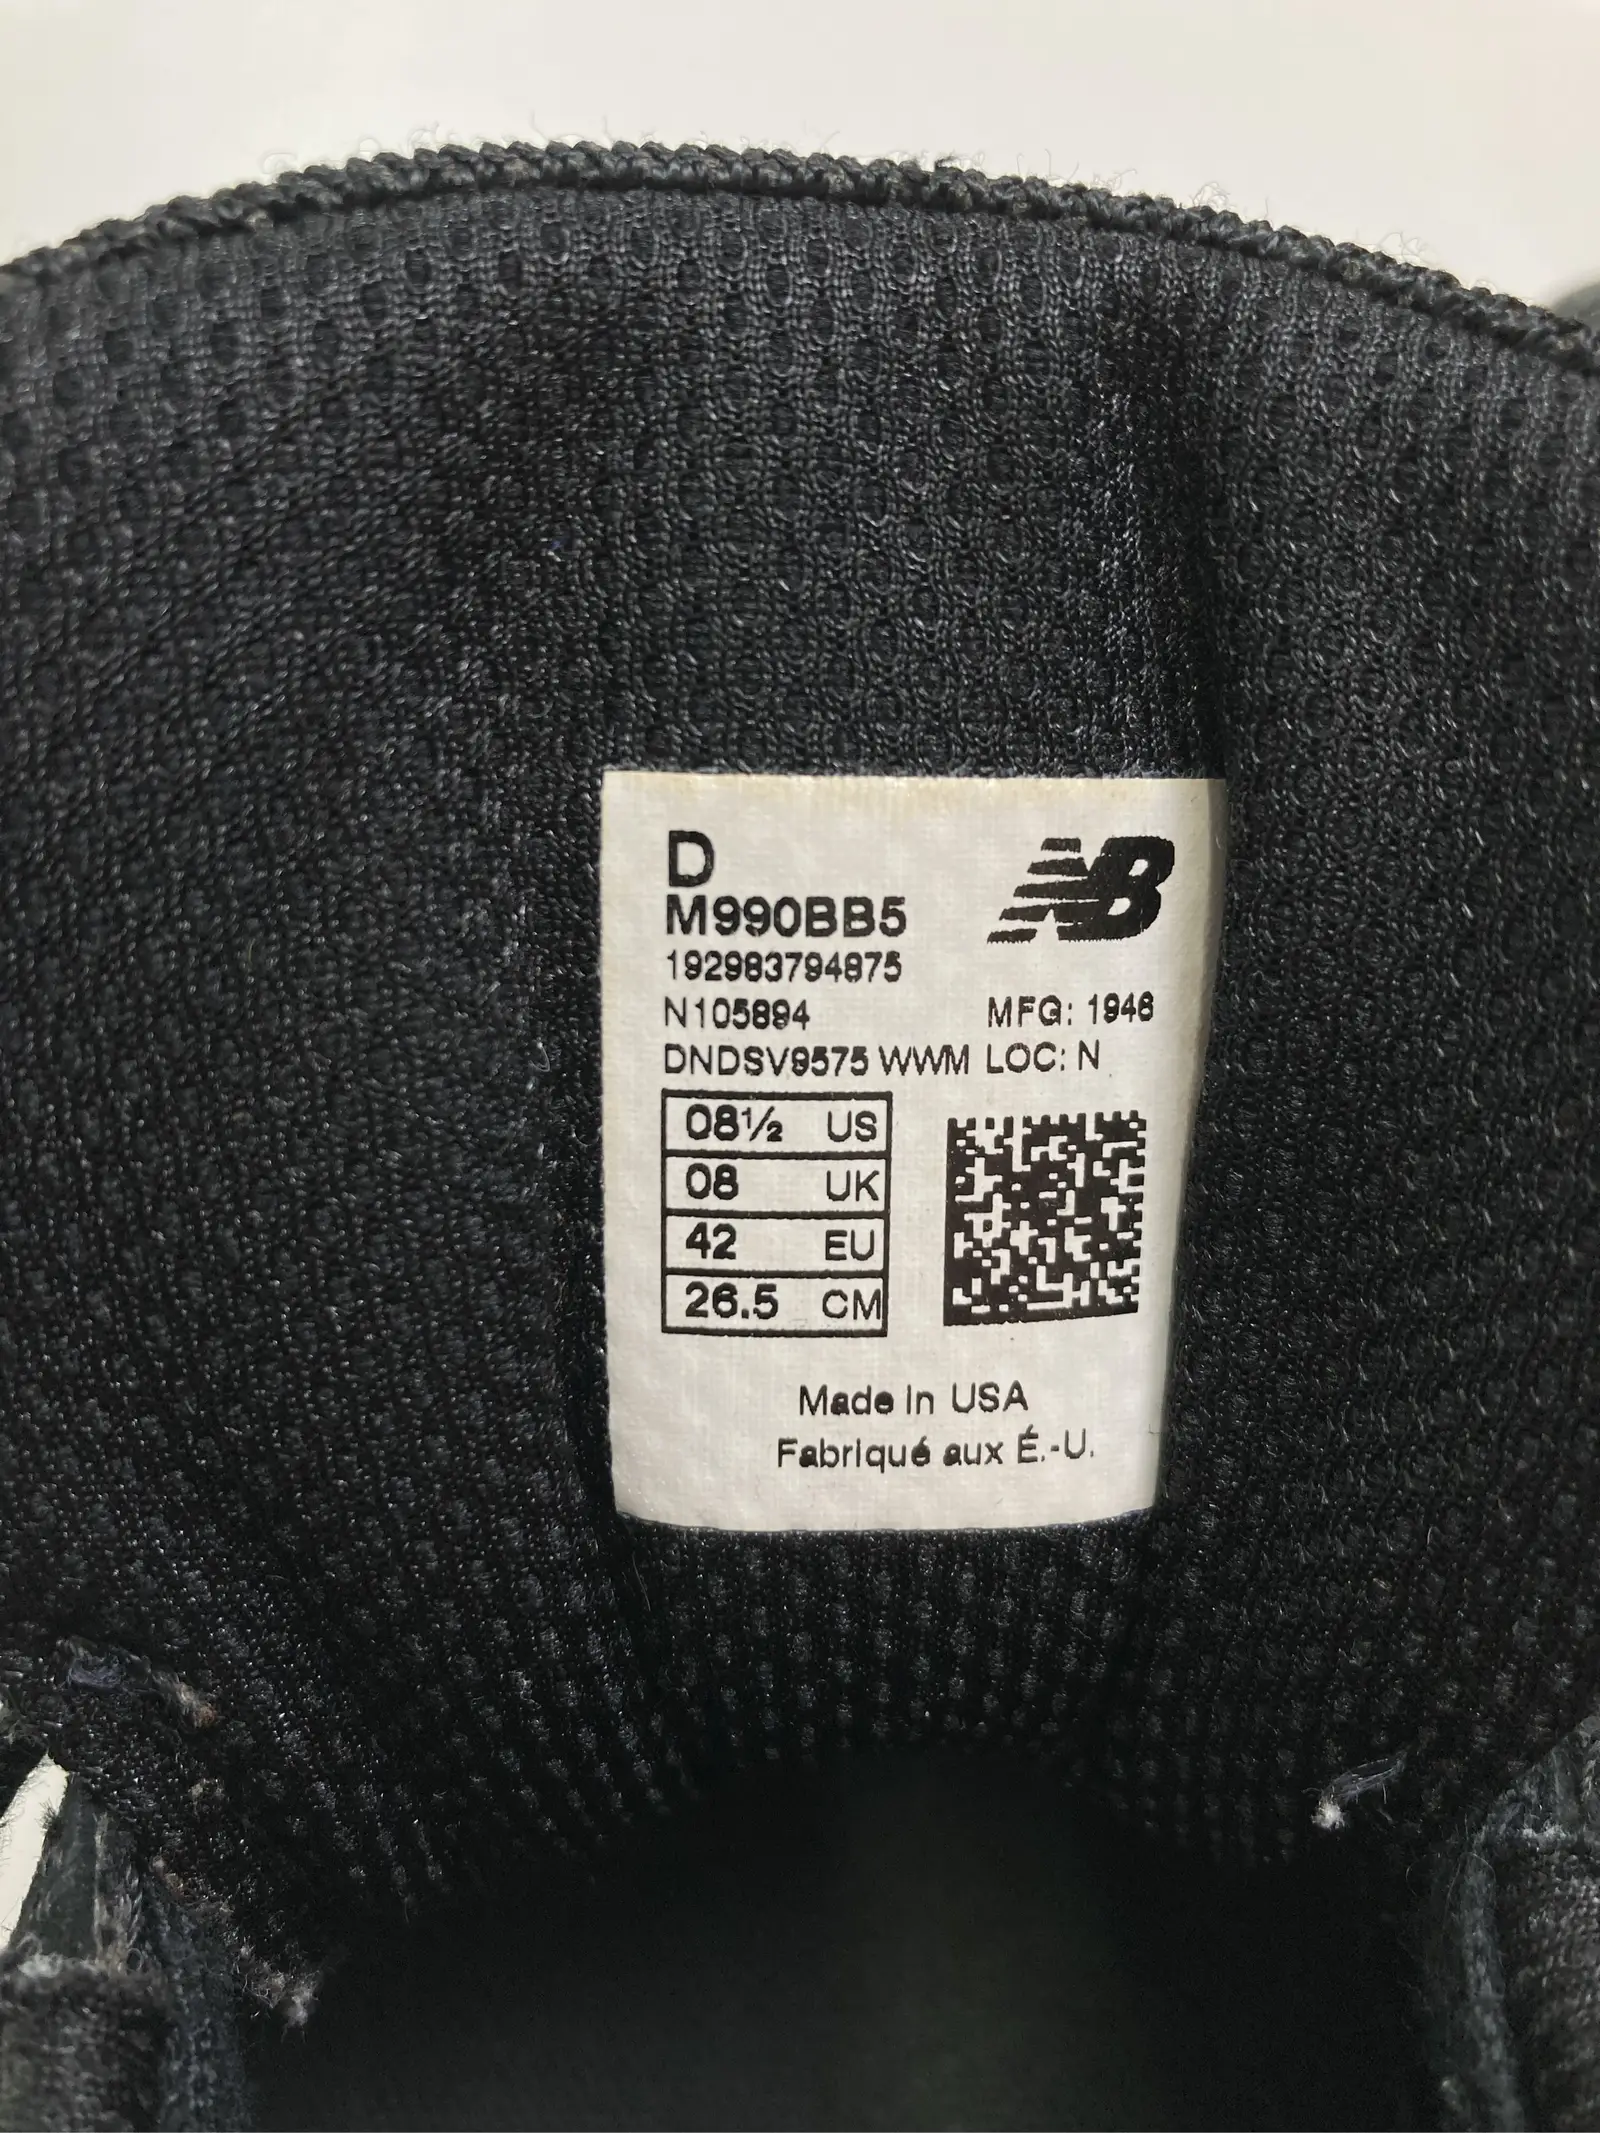 D
NB
M990BB5
192983794875
N105894 MFG: 1946
DNDSV9575 WWM LOC: N
08½ US
08 UK
42 EU
26.5 CM
Made In USA
Fabriqué aux É.-U.